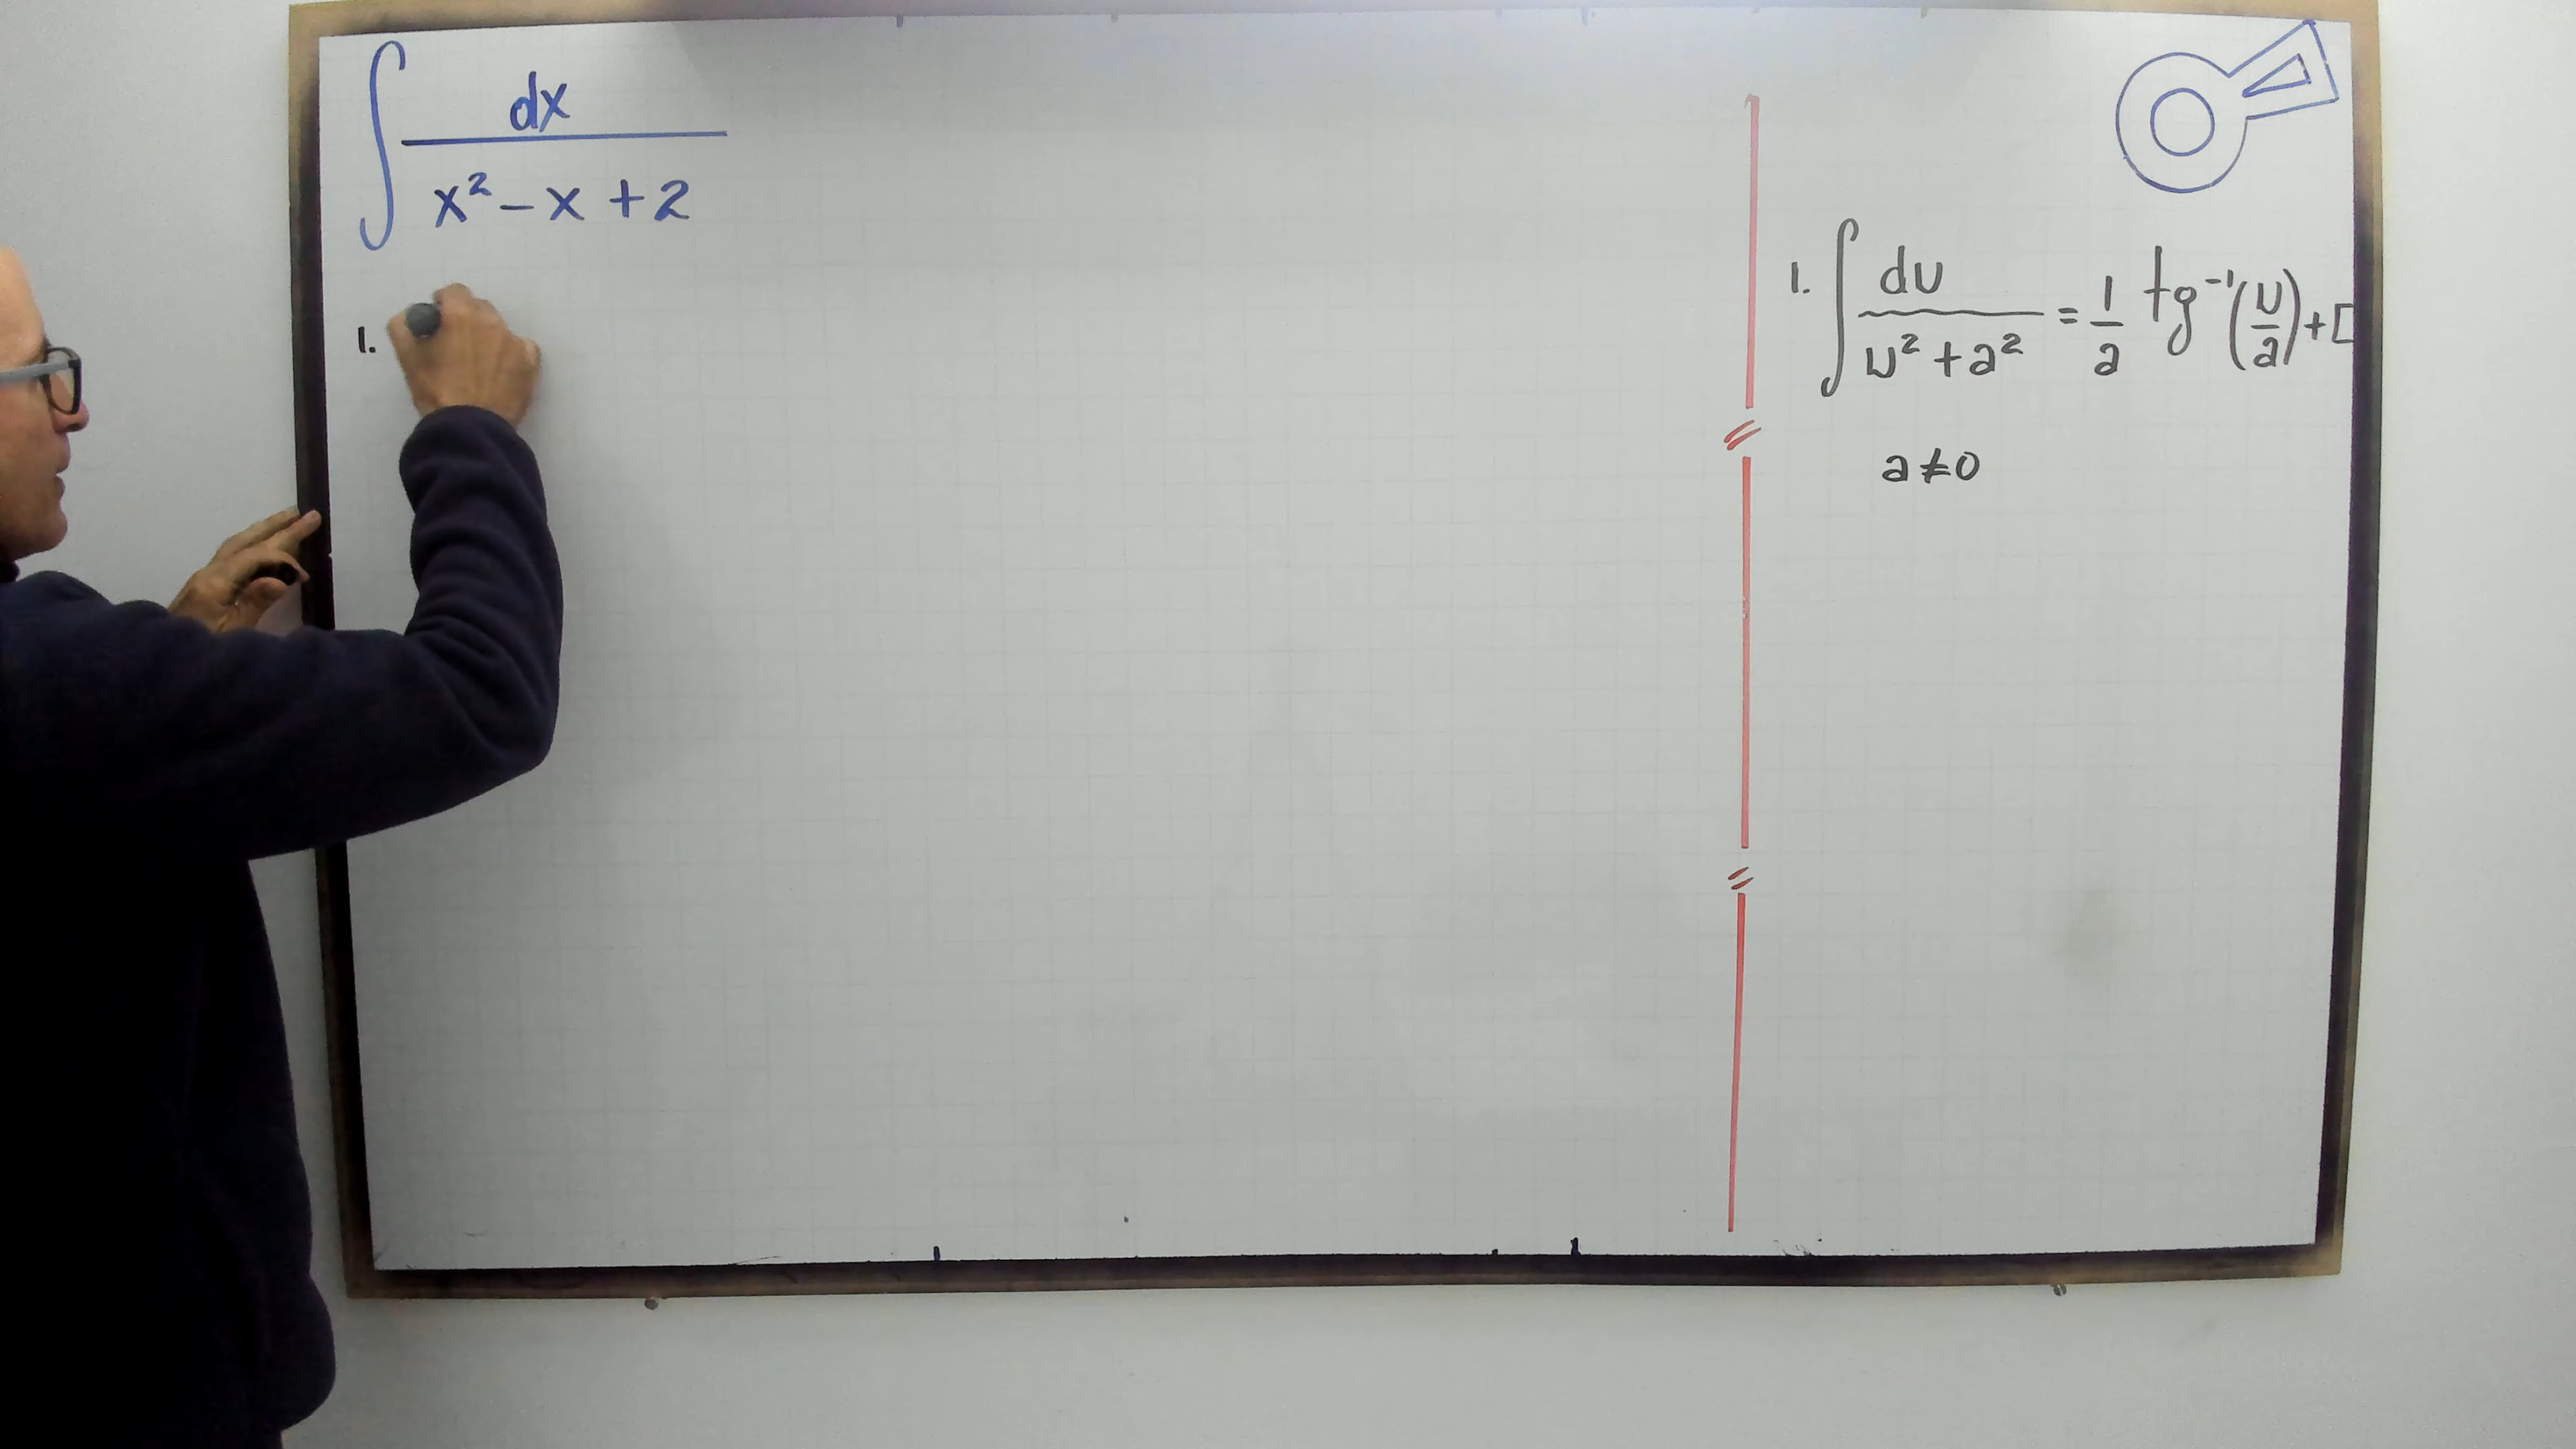 ∫ dx / (x² - x + 2)
1.
1. ∫ du / (u² + a²) = 1/a tg⁻¹(u/a) + C
a ≠ 0